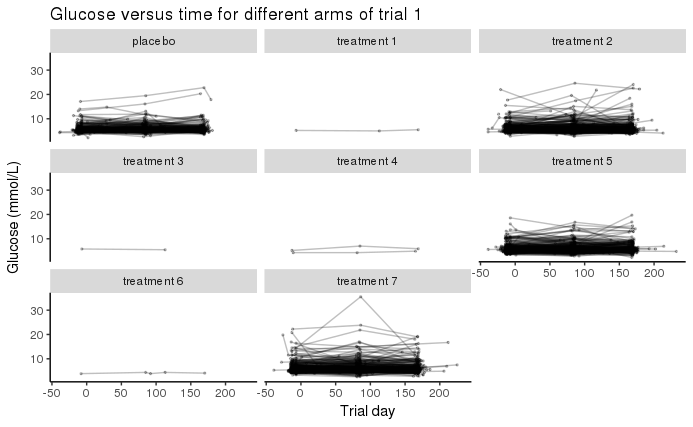 Glucose versus time for different arms of trial 1
placebo treatment 1 treatment 2
30
20
10
treatment 3 treatment 4 treatment 5
30
20
10
-50 0 50 100 150 200
treatment 6 treatment 7
30
20
10
-50 0 50 100 150 200 -50 0 50 100 150 200
Glucose (mmol/L)
Trial day